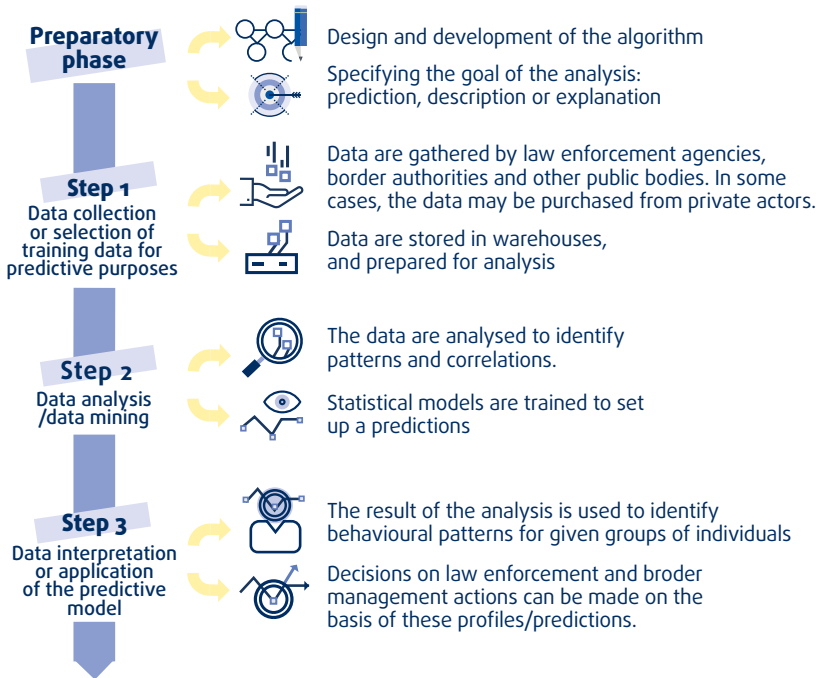 Preparatory
phase
Design and development of the algorithm
Specifying the goal of the analysis:
prediction, description or explanation
Step 1
Data collection
or selection of
training data for
predictive purposes
Data are gathered by law enforcement agencies,
border authorities and other public bodies. In some
cases, the data may be purchased from private actors.
Data are stored in warehouses,
and prepared for analysis
Step 2
Data analysis
/data mining
The data are analysed to identify
patterns and correlations.
Statistical models are trained to set
up a predictions
Step 3
Data interpretation
or application
of the predictive
model
The result of the analysis is used to identify
behavioural patterns for given groups of individuals
Decisions on law enforcement and broder
management actions can be made on the
basis of these profiles/predictions.